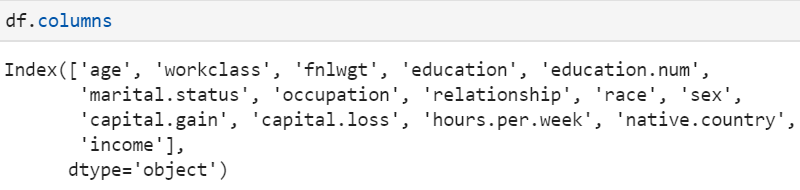 df.columns
Index(['age', 'workclass', 'fnlwgt', 'education', 'education.num',
'marital.status', 'occupation', 'relationship', 'race', 'sex',
'capital.gain', 'capital.loss', 'hours.per.week', 'native.country',
'income'],
dtype='object')